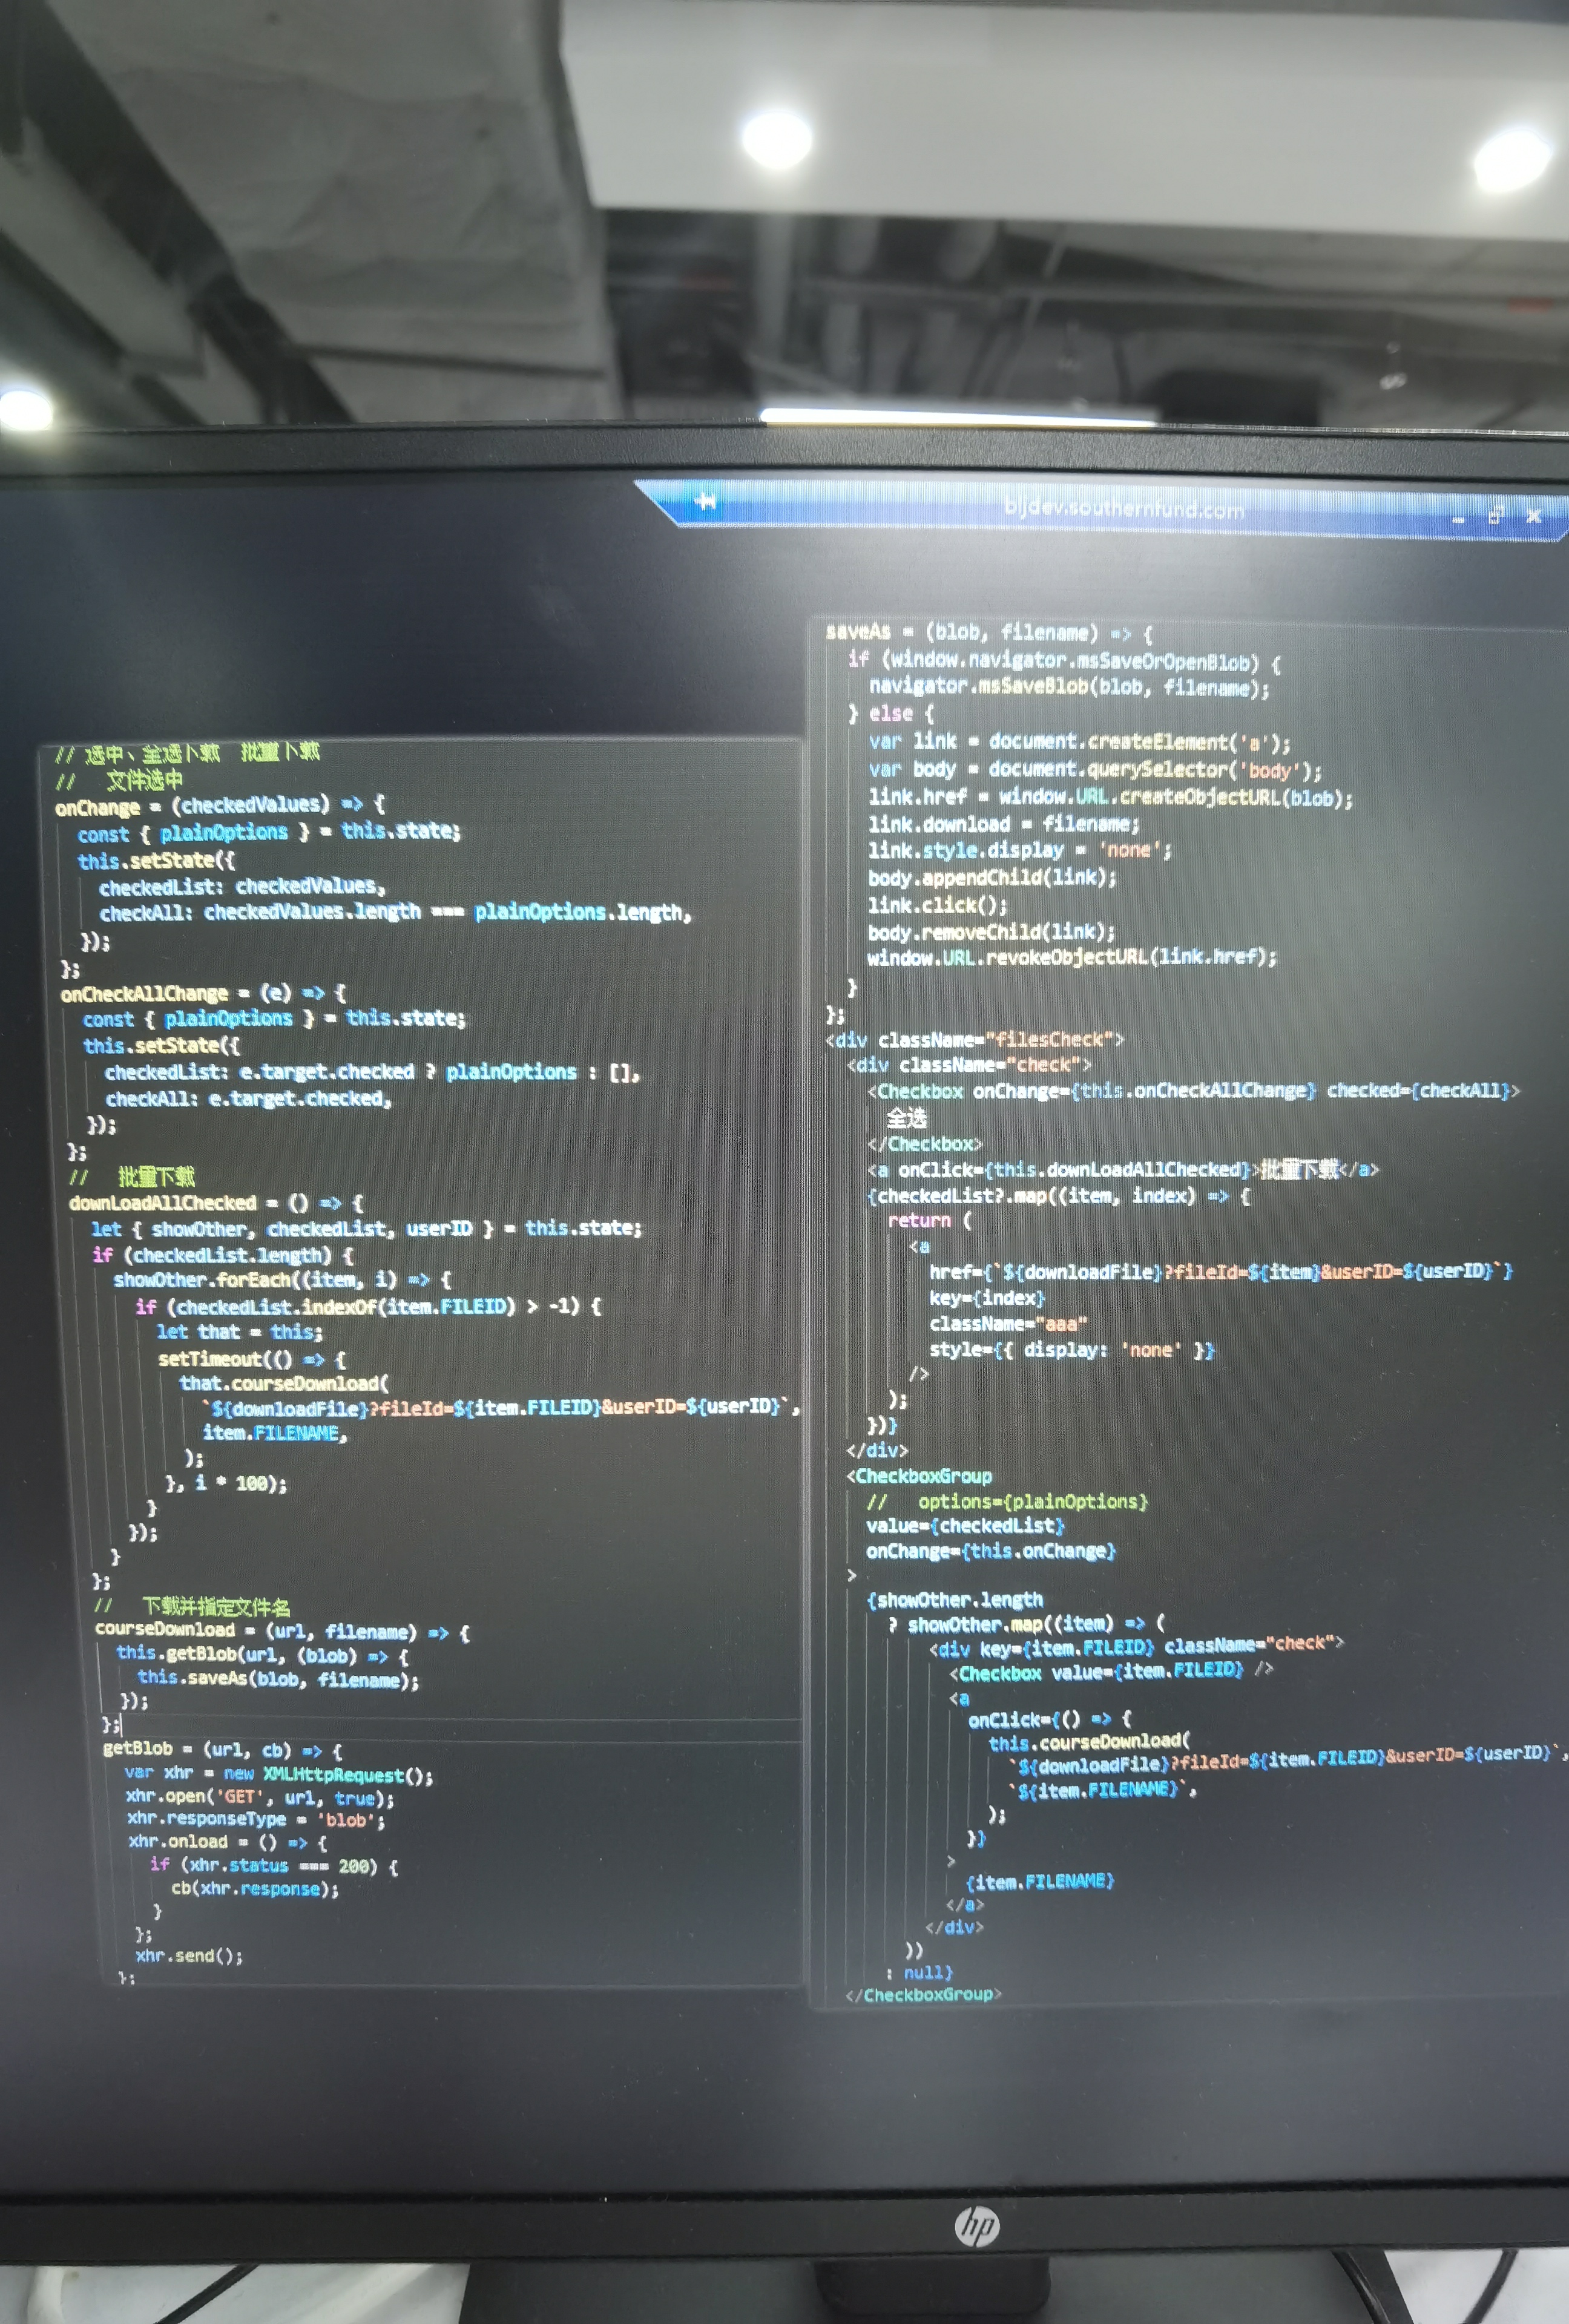 bljdev.southernfund.com
// 选中、全选下载 批量下载
// 文件选中
onChange = (checkedValues) => {
const { plainOptions } = this.state;
this.setState({
checkedList: checkedValues,
checkAll: checkedValues.length === plainOptions.length,
});
};
onCheckAllChange = (e) => {
const { plainOptions } = this.state;
this.setState({
checkedList: e.target.checked ? plainOptions : [],
checkAll: e.target.checked,
});
};
// 批量下载
downLoadAllChecked = () => {
let { showOther, checkedList, userID } = this.state;
if (checkedList.length) {
showOther.forEach((item, i) => {
if (checkedList.indexOf(item.FILEID) > -1) {
let that = this;
setTimeout(() => {
that.courseDownload(
`${downloadFile}?fileId=${item.FILEID}&userID=${userID}`,
item.FILENAME,
);
}, i * 100);
}
});
}
};
// 下载并指定文件名
courseDownload = (url, filename) => {
this.getBlob(url, (blob) => {
this.saveAs(blob, filename);
});
};
getBlob = (url, cb) => {
var xhr = new XMLHttpRequest();
xhr.open('GET', url, true);
xhr.responseType = 'blob';
xhr.onload = () => {
if (xhr.status === 200) {
cb(xhr.response);
}
};
xhr.send();
};
saveAs = (blob, filename) => {
if (window.navigator.msSaveOrOpenBlob) {
navigator.msSaveBlob(blob, filename);
} else {
var link = document.createElement('a');
var body = document.querySelector('body');
link.href = window.URL.createObjectURL(blob);
link.download = filename;
link.style.display = 'none';
body.appendChild(link);
link.click();
body.removeChild(link);
window.URL.revokeObjectURL(link.href);
}
};
<div className="filesCheck">
<div className="check">
<Checkbox onChange={this.onCheckAllChange} checked={checkAll}>
全选
</Checkbox>
<a onClick={this.downLoadAllChecked}>批量下载</a>
{checkedList?.map((item, index) => {
return (
<a
href={`${downloadFile}?fileId=${item}&userID=${userID}`}
key={index}
className="aaa"
style={{ display: 'none' }}
/>
);
})}
</div>
<CheckboxGroup
// options={plainOptions}
value={checkedList}
onChange={this.onChange}
>
{showOther.length
? showOther.map((item) => (
<div key={item.FILEID} className="check">
<Checkbox value={item.FILEID} />
<a
onClick={() => {
this.courseDownload(
`${downloadFile}?fileId=${item.FILEID}&userID=${userID}`,
`${item.FILENAME}`,
);
}}
>
{item.FILENAME}
</a>
</div>
))
: null}
</CheckboxGroup>
hp